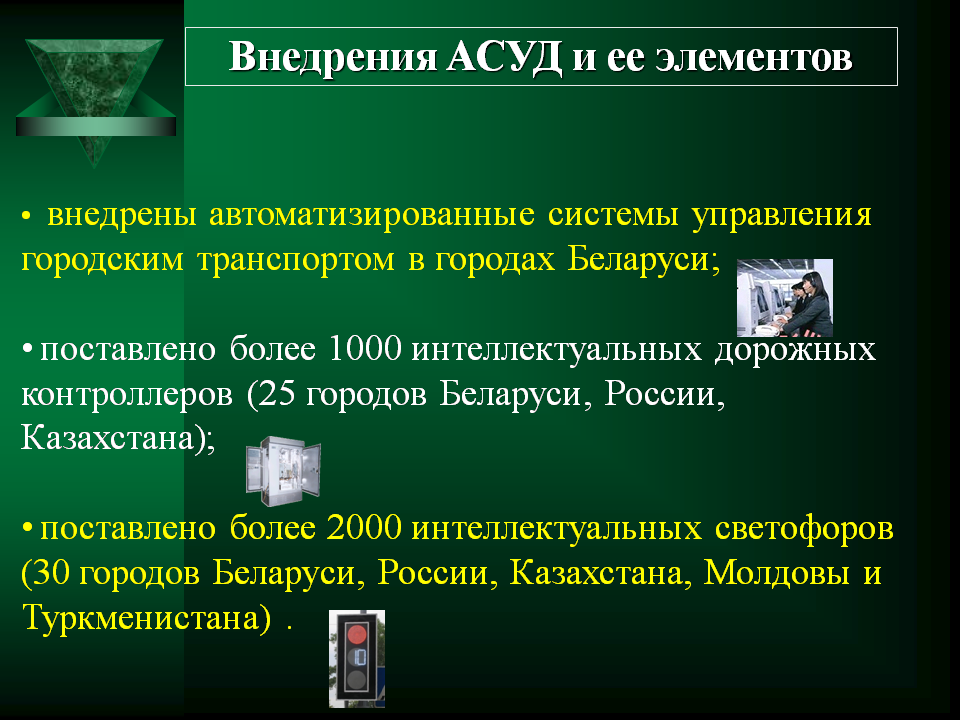 Внедрения АСУД и ее элементов
• внедрены автоматизированные системы управления
городским транспортом в городах Беларуси;
• поставлено более 1000 интеллектуальных дорожных
контроллеров (25 городов Беларуси, России,
Казахстана);
• поставлено более 2000 интеллектуальных светофоров
(30 городов Беларуси, России, Казахстана, Молдовы и
Туркменистана) .
10